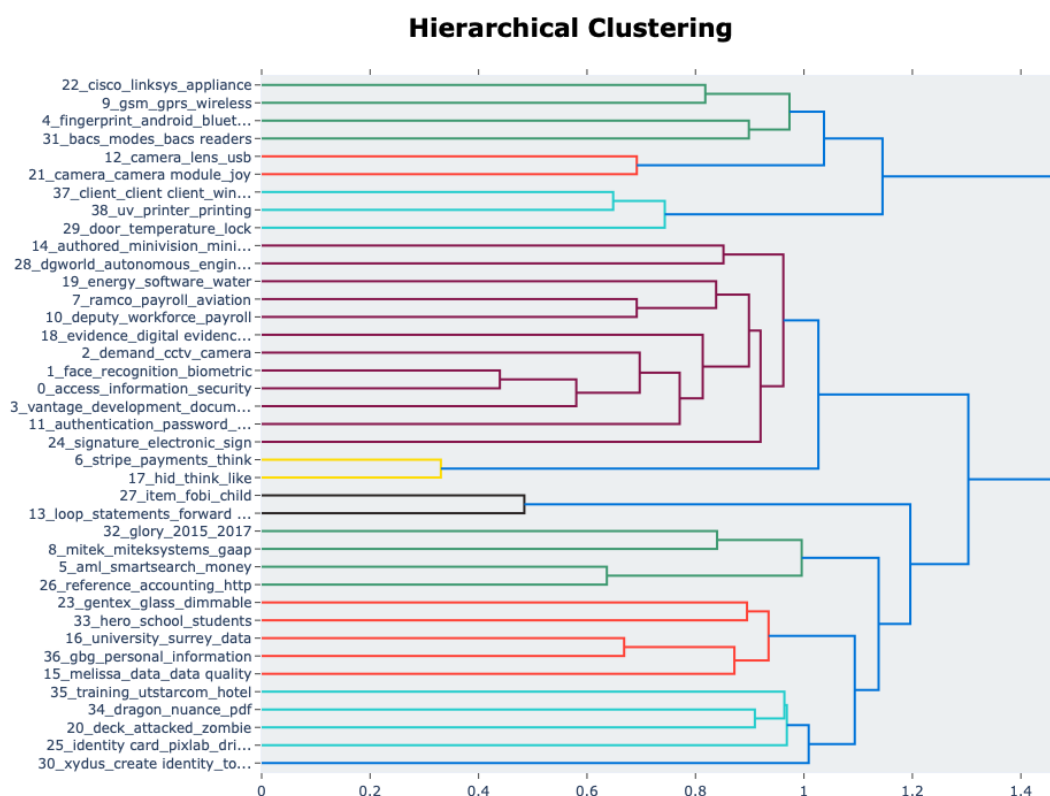 Hierarchical Clustering
22_cisco_linksys_appliance
9_gsm_gprs_wireless
4_fingerprint_android_bluet...
31_bacs_modes_bacs readers
12_camera_lens_usb
21_camera_camera module_joy
37_client_client client_win...
38_uv_printer_printing
29_door_temperature_lock
14_authored_minivision_mini...
28_dgworld_autonomous_engin...
19_energy_software_water
7_ramco_payroll_aviation
10_deputy_workforce_payroll
18_evidence_digital evidenc...
2_demand_cctv_camera
1_face_recognition_biometric
0_access_information_security
3_vantage_development_docum...
11_authentication_password_...
24_signature_electronic_sign
6_stripe_payments_think
17_hid_think_like
27_item_fobi_child
13_loop_statements_forward ...
32_glory_2015_2017
8_mitek_miteksystems_gaap
5_aml_smartsearch_money
26_reference_accounting_http
23_gentex_glass_dimmable
33_hero_school_students
16_university_surrey_data
36_gbg_personal_information
15_melissa_data_data quality
35_training_utstarcom_hotel
34_dragon_nuance_pdf
20_deck_attacked_zombie
25_identity card_pixlab_dri...
30_xydus_create identity_to...
0 0.2 0.4 0.6 0.8 1 1.2 1.4